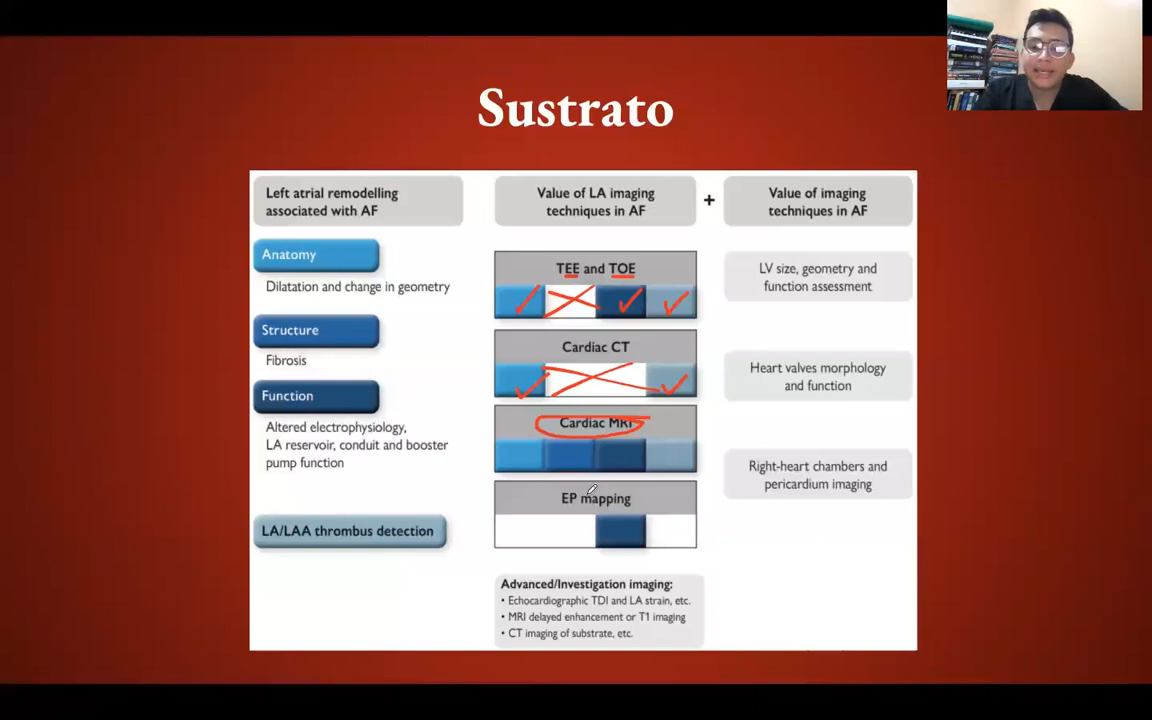 Sustrato
Left atrial remodelling
associated with AF
Anatomy
Dilatation and change in geometry
Structure
Fibrosis
Function
Altered electrophysiology,
LA reservoir, conduit and booster
pump function
LA/LAA thrombus detection
Value of LA imaging
techniques in AF
TEE and TOE
Cardiac CT
Cardiac MRI
EP mapping
Advanced/Investigation imaging:
• Echocardiographic TDI and LA strain, etc.
• MRI delayed enhancement or T1 imaging
• CT imaging of substrate, etc.
+
Value of imaging
techniques in AF
LV size, geometry and
function assessment
Heart valves morphology
and function
Right-heart chambers and
pericardium imaging